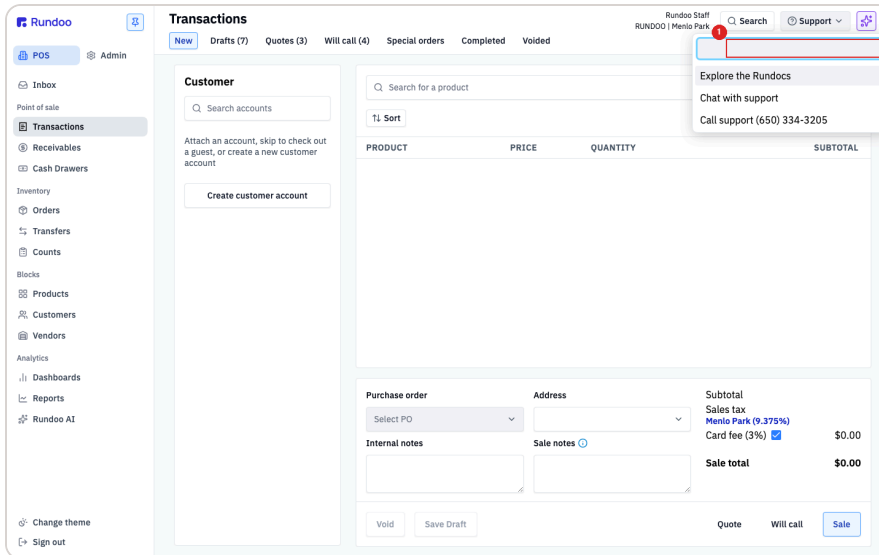 Rundoo
POS
Admin
Inbox
Point of sale
Transactions
Receivables
Cash Drawers
Inventory
Orders
Transfers
Counts
Blocks
Products
Customers
Vendors
Analytics
Dashboards
Reports
Rundoo AI
Change theme
Sign out
Transactions
Rundoo Staff
RUNDOO | Menlo Park
Search
Support
New
Drafts (7)
Quotes (3)
Will call (4)
Special orders
Completed
Voided
1
Explore the Rundocs
Chat with support
Call support (650) 334-3205
Customer
Search accounts
Attach an account, skip to check out
a guest, or create a new customer
account
Create customer account
Search for a product
Sort
PRODUCT PRICE QUANTITY SUBTOTAL
Purchase order
Select PO
Address
Internal notes
Sale notes
Subtotal
Sales tax
Menlo Park (9.375%)
Card fee (3%) $0.00
Sale total $0.00
Void
Save Draft
Quote
Will call
Sale